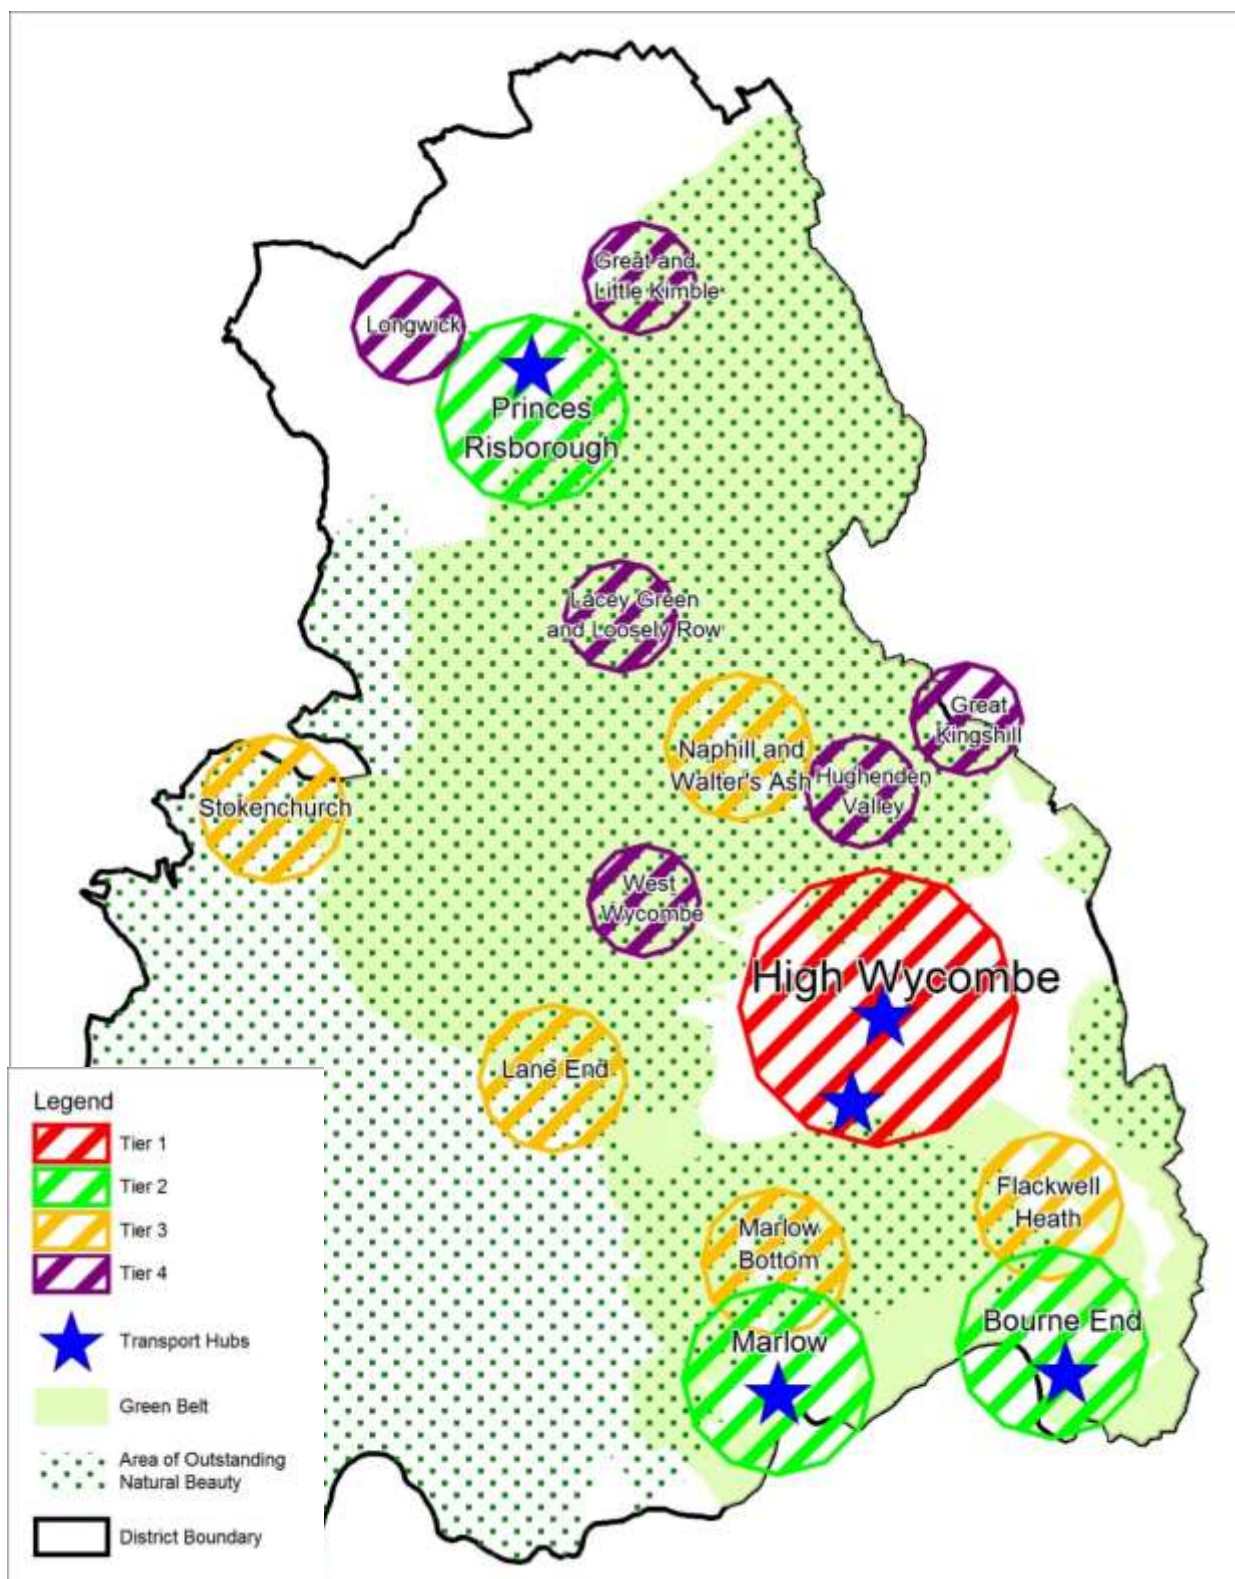 Great and
Little Kimble
Longwick
Princes
Risborough
Lacey Green
and Loosely Row
Great
Kingshill
Naphill and
Walter's Ash
Hughenden
Valley
Stokenchurch
West
Wycombe
High Wycombe
Lane End
Flackwell
Heath
Marlow
Bottom
Bourne End
Marlow
Legend
Tier 1
Tier 2
Tier 3
Tier 4
Transport Hubs
Green Belt
Area of Outstanding
Natural Beauty
District Boundary